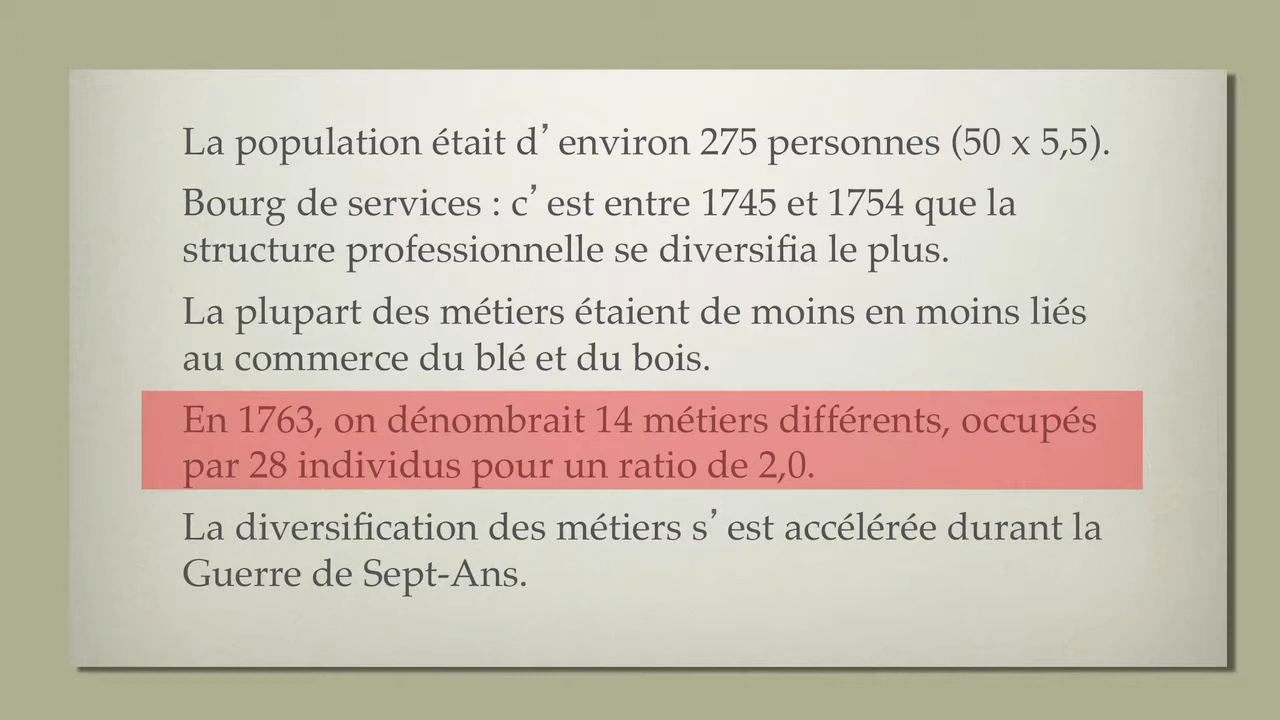 La population était d’environ 275 personnes (50 x 5,5).
Bourg de services : c’est entre 1745 et 1754 que la
structure professionnelle se diversifia le plus.
La plupart des métiers étaient de moins en moins liés
au commerce du blé et du bois.
En 1763, on dénombrait 14 métiers différents, occupés
par 28 individus pour un ratio de 2,0.
La diversification des métiers s’est accélérée durant la
Guerre de Sept-Ans.